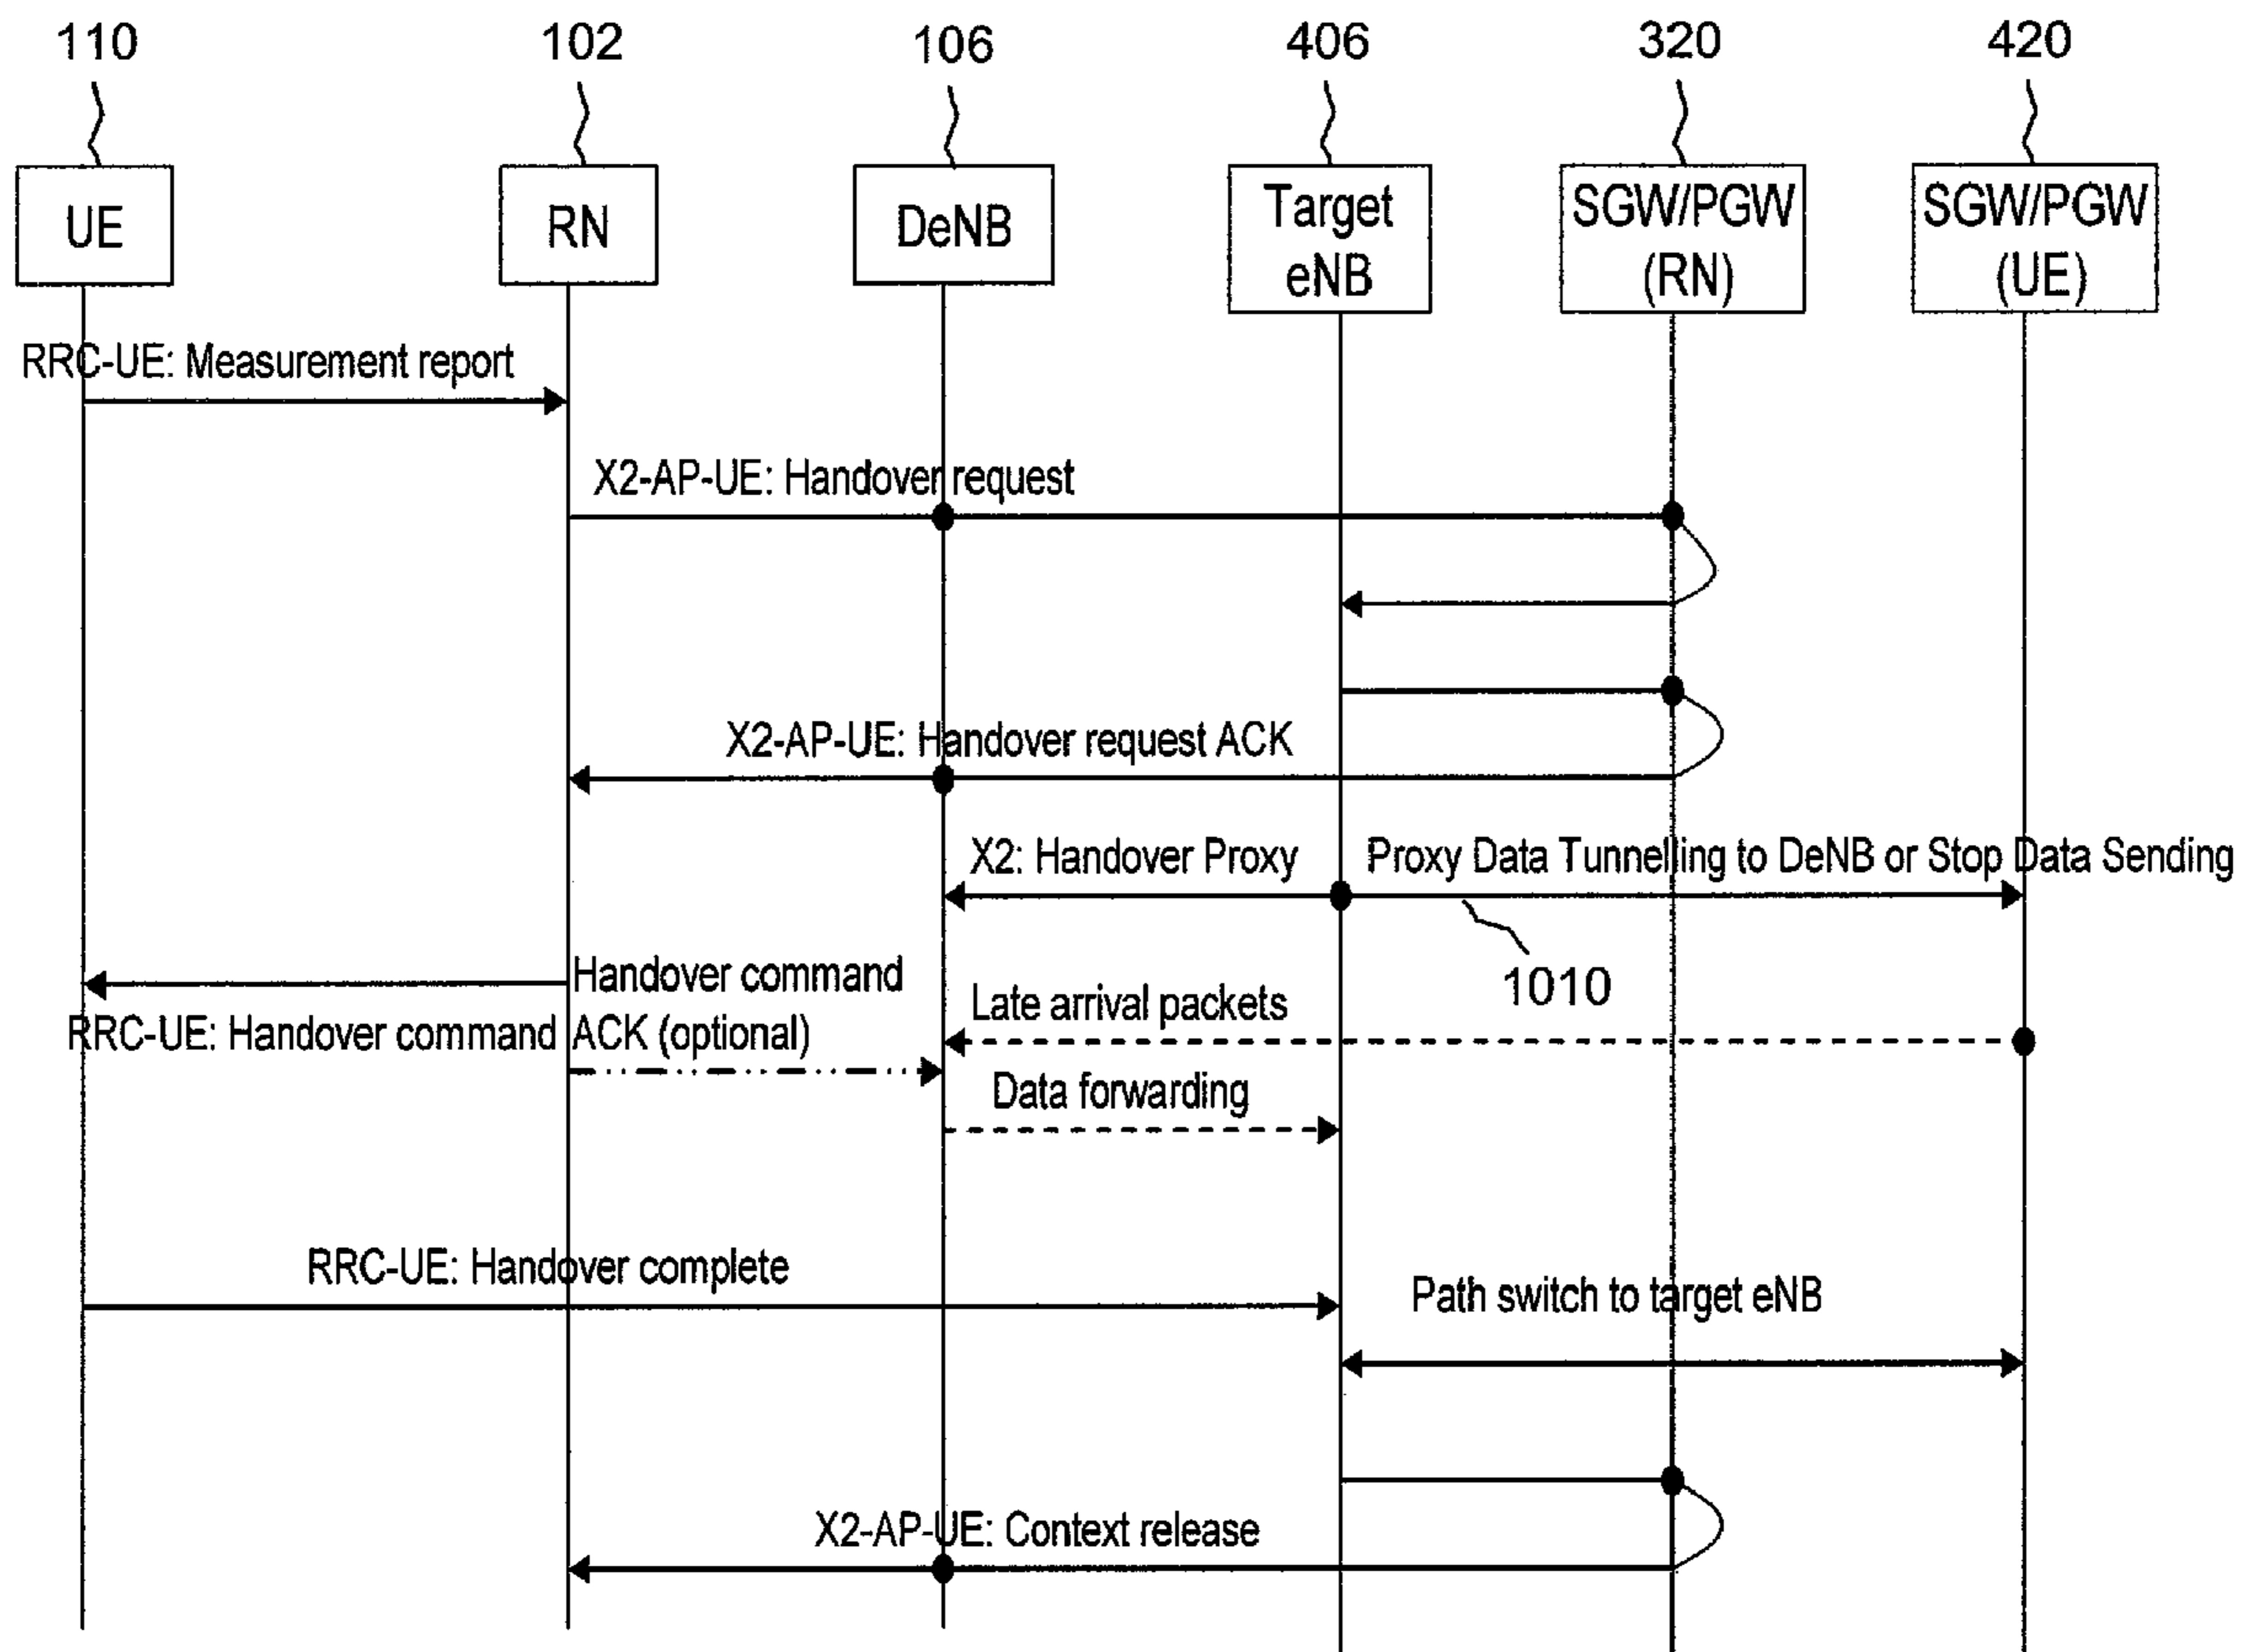 110
102
106
406
320
420
UE
RN
DeNB
Target
eNB
SGW/PGW
(RN)
SGW/PGW
(UE)
RRC-UE: Measurement report
X2-AP-UE: Handover request
X2-AP-UE: Handover request ACK
X2: Handover Proxy
Proxy Data Tunnelling to DeNB or Stop Data Sending
1010
Handover command
Late arrival packets
RRC-UE: Handover command ACK (optional)
Data forwarding
RRC-UE: Handover complete
Path switch to target eNB
X2-AP-UE: Context release